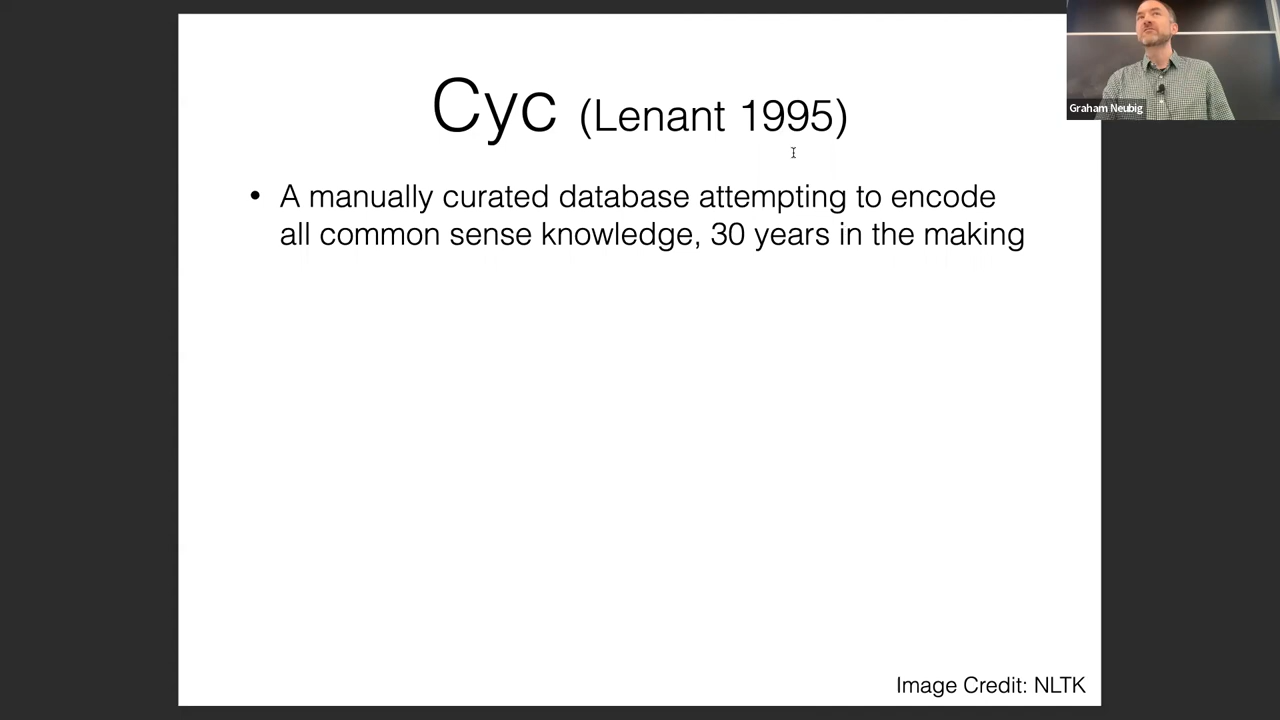 Cyc (Lenant 1995)
• A manually curated database attempting to encode
all common sense knowledge, 30 years in the making
Image Credit: NLTK
Graham Neubig